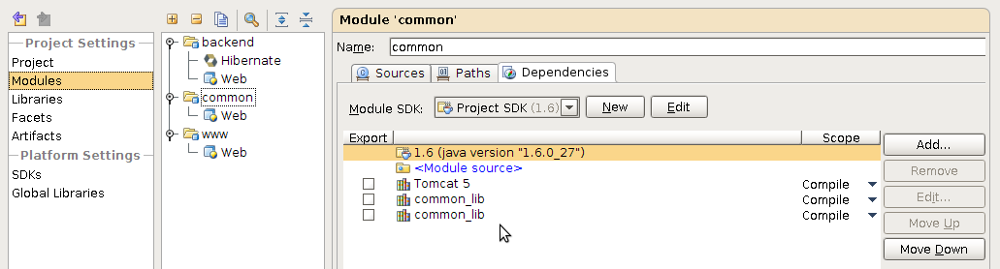 Project Settings
Project
Modules
Libraries
Facets
Artifacts
Platform Settings
SDKs
Global Libraries
backend
Hibernate
Web
common
Web
www
Web
Module 'common'
Name: common
Sources Paths Dependencies
Module SDK: Project SDK (1.6) New Edit
Export Scope
1.6 (java version "1.6.0_27")
<Module source>
Tomcat 5 Compile
common_lib Compile
common_lib Compile
Add...
Remove
Edit...
Move Up
Move Down